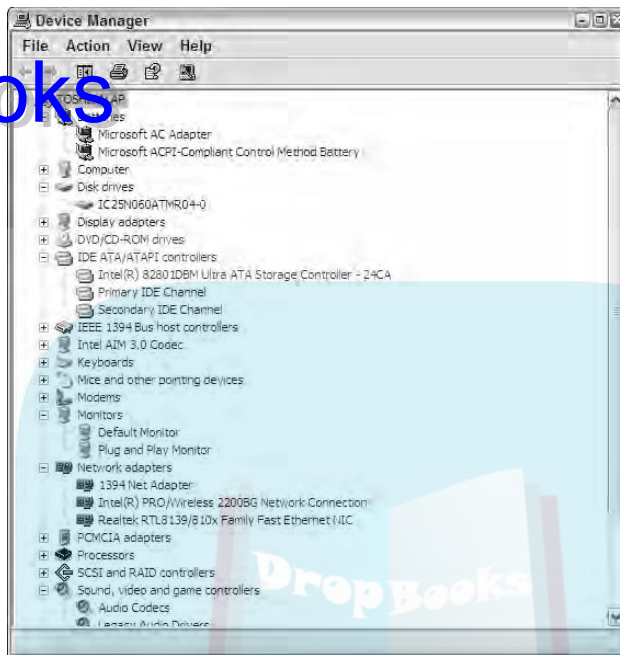 Device Manager
File Action View Help
oks
Microsoft AC Adapter
Microsoft ACPI-Compliant Control Method Battery
Computer
Disk drives
IC25N060ATMR04-0
Display adapters
DVD/CD-ROM drives
IDE ATA/ATAPI controllers
Intel(R) 82801DBM Ultra ATA Storage Controller - 24CA
Primary IDE Channel
Secondary IDE Channel
IEEE 1394 Bus host controllers
Intel AIM 3.0 Codec
Keyboards
Mice and other pointing devices
Modems
Monitors
Default Monitor
Plug and Play Monitor
Network adapters
1394 Net Adapter
Intel(R) PRO/Wireless 2200BG Network Connection
Realtek RTL8139/810x Family Fast Ethernet NIC
PCMCIA adapters
Processors
SCSI and RAID controllers
Sound, video and game controllers
DropBooks
Audio Codecs
Legacy Audio Drivers